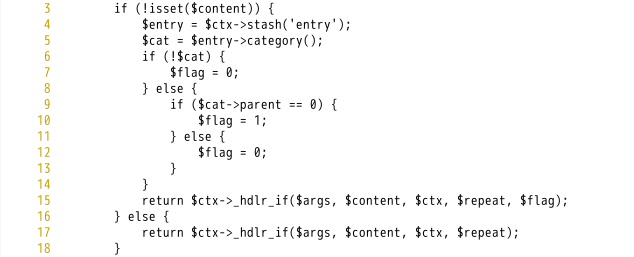 3 if (!isset($content)) {
4 $entry = $ctx->stash('entry');
5 $cat = $entry->category();
6 if (!$cat) {
7 $flag = 0;
8 } else {
9 if ($cat->parent == 0) {
10 $flag = 1;
11 } else {
12 $flag = 0;
13 }
14 }
15 return $ctx->_hdlr_if($args, $content, $ctx, $repeat, $flag);
16 } else {
17 return $ctx->_hdlr_if($args, $content, $ctx, $repeat);
18 }